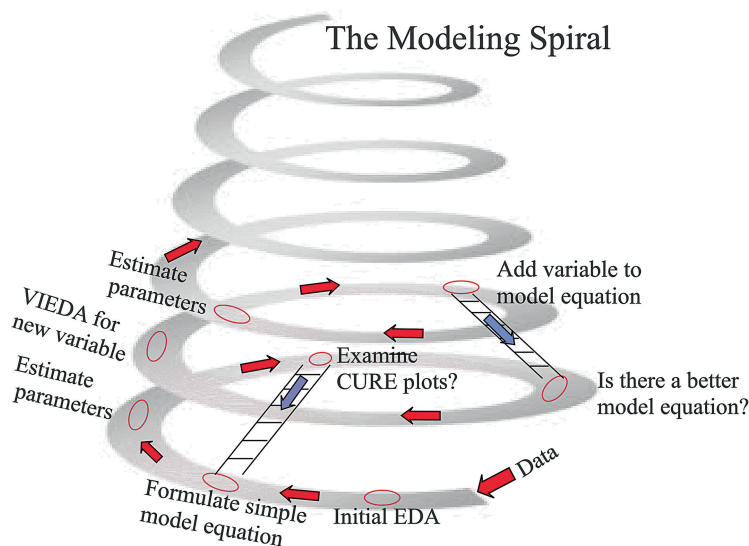 The Modeling Spiral
Estimate
parameters
Add variable to
model equation
VIEDA for
new variable
Examine
CURE plots?
Estimate
parameters
Is there a better
model equation?
Data
Formulate simple
model equation
Initial EDA